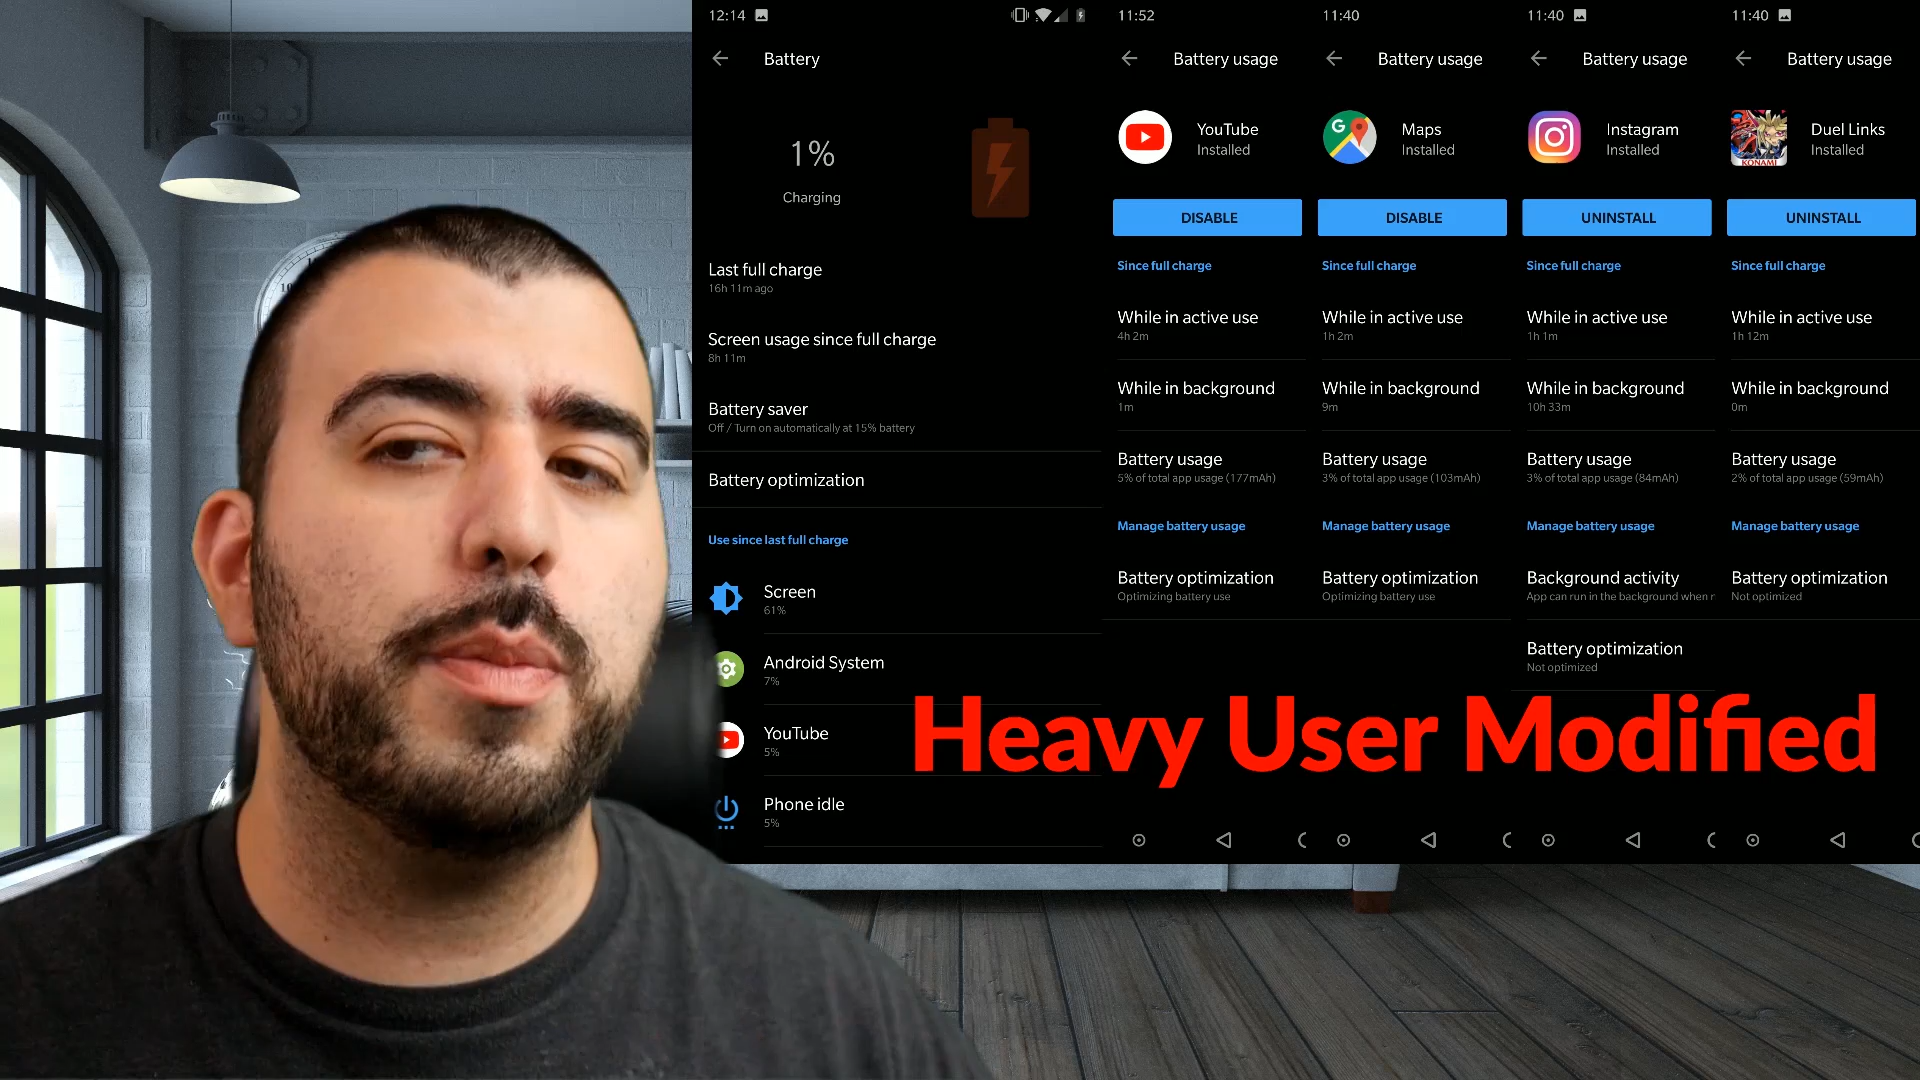 12:14
Battery
1%
Charging
Last full charge
16h 11m ago
Screen usage since full charge
8h 11m
Battery saver
Off / Turn on automatically at 15% battery
Battery optimization
Use since last full charge
Screen
61%
Android System
7%
YouTube
5%
Phone idle
5%
11:52
Battery usage
YouTube
Installed
DISABLE
Since full charge
While in active use
4h 2m
While in background
1m
Battery usage
5% of total app usage (177mAh)
Manage battery usage
Battery optimization
Optimizing battery use
11:40
Battery usage
G
Maps
Installed
DISABLE
Since full charge
While in active use
1h 2m
While in background
9m
Battery usage
3% of total app usage (103mAh)
Manage battery usage
Battery optimization
Optimizing battery use
11:40
Battery usage
Instagram
Installed
UNINSTALL
Since full charge
While in active use
1h 1m
While in background
10h 33m
Battery usage
3% of total app usage (84mAh)
Manage battery usage
Background activity
App can run in the background when
Battery optimization
Not optimized
11:40
Battery usage
KONAMI
Duel Links
Installed
UNINSTALL
Since full charge
While in active use
1h 12m
While in background
0m
Battery usage
2% of total app usage (59mAh)
Manage battery usage
Battery optimization
Not optimized
Heavy User Modified